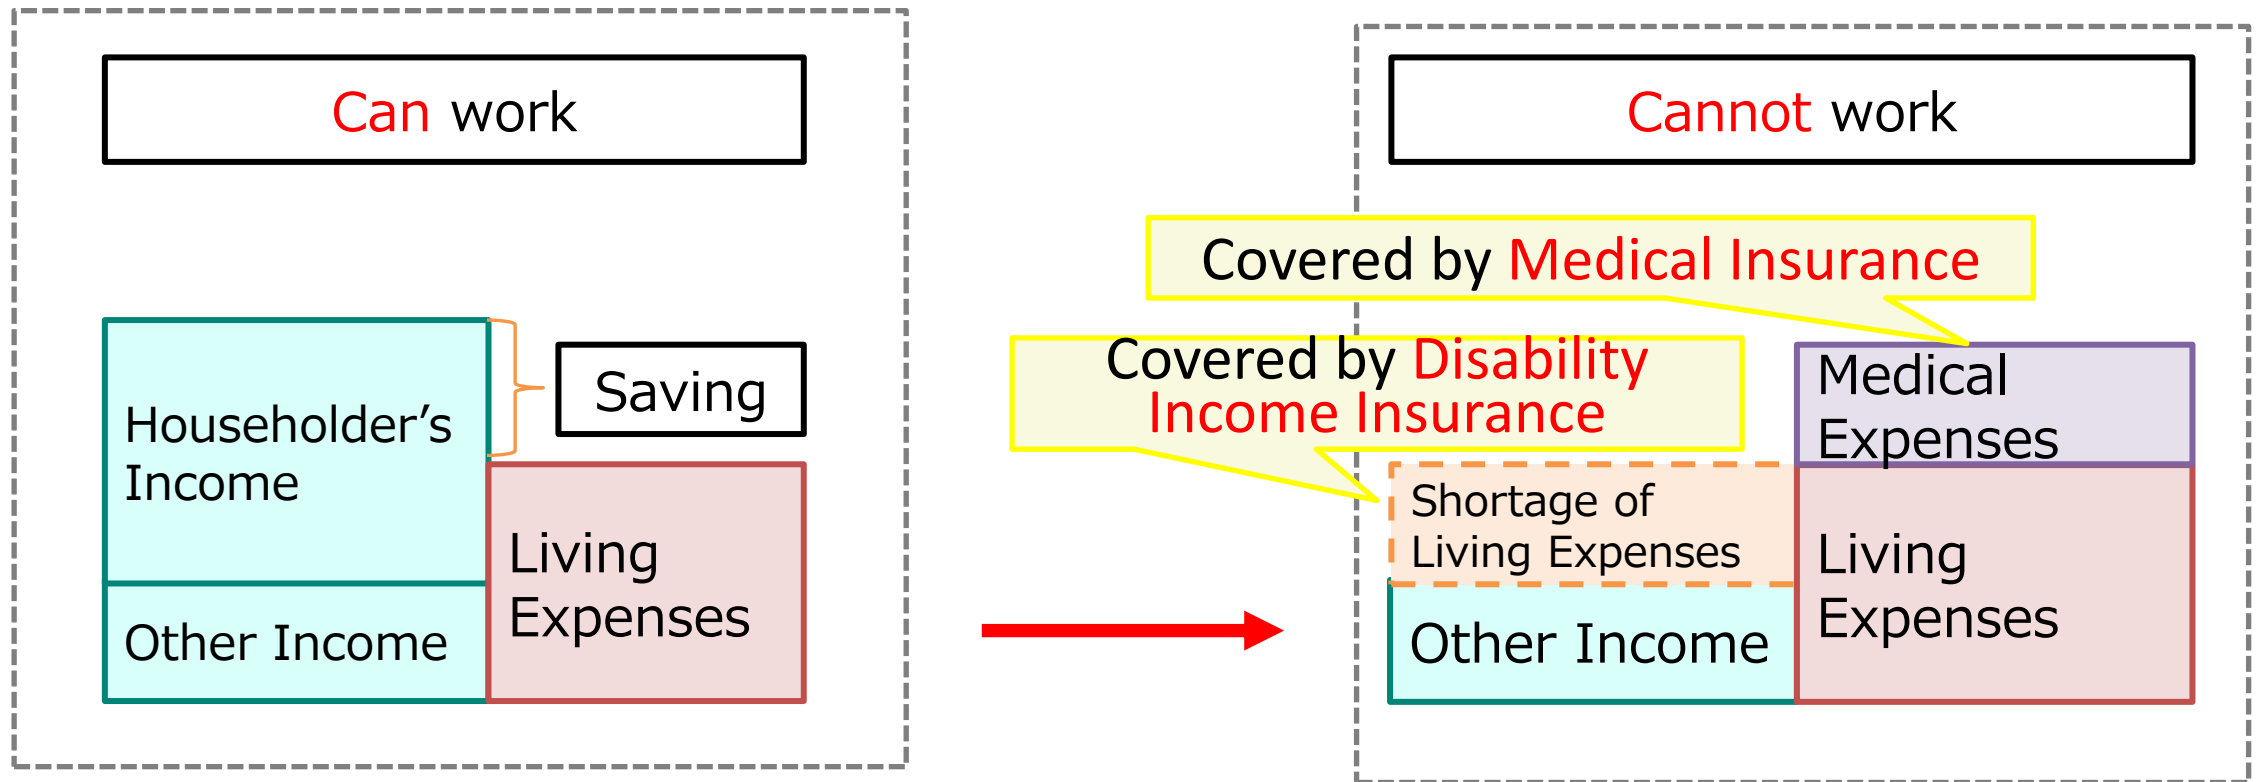 Can work
Householder’s
Income
Saving
Other Income
Living
Expenses
Cannot work
Covered by Medical Insurance
Covered by Disability
Income Insurance
Medical
Expenses
Shortage of
Living Expenses
Other Income
Living
Expenses